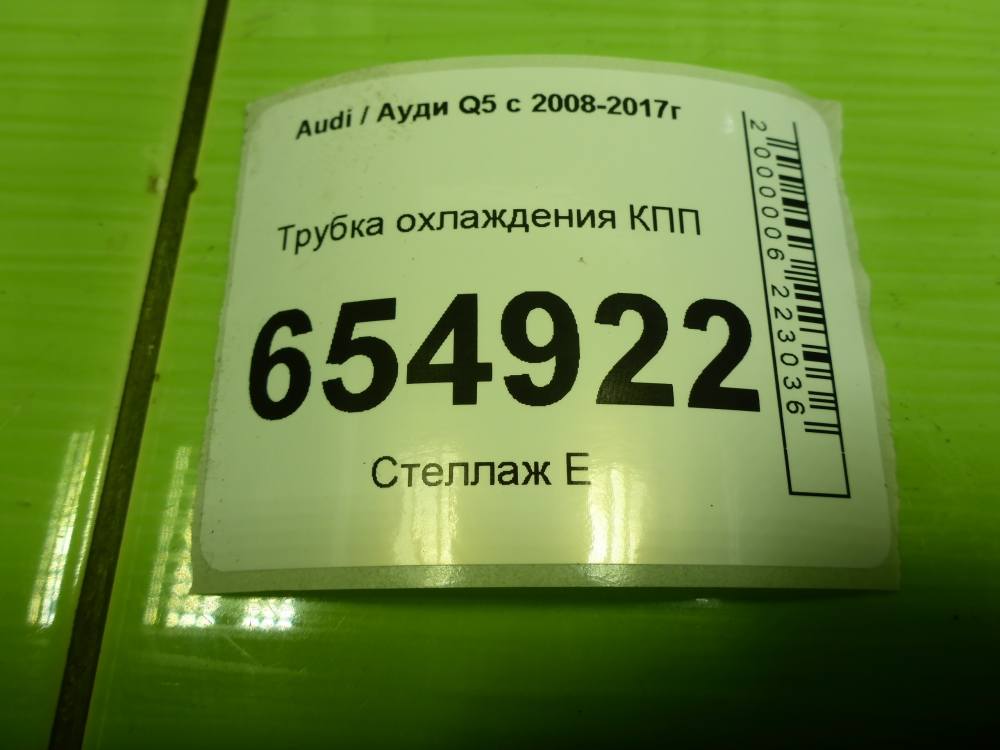 Audi / Ауди Q5 с 2008-2017г
Трубка охлаждения КПП
654922
Стеллаж Е
2000006223036